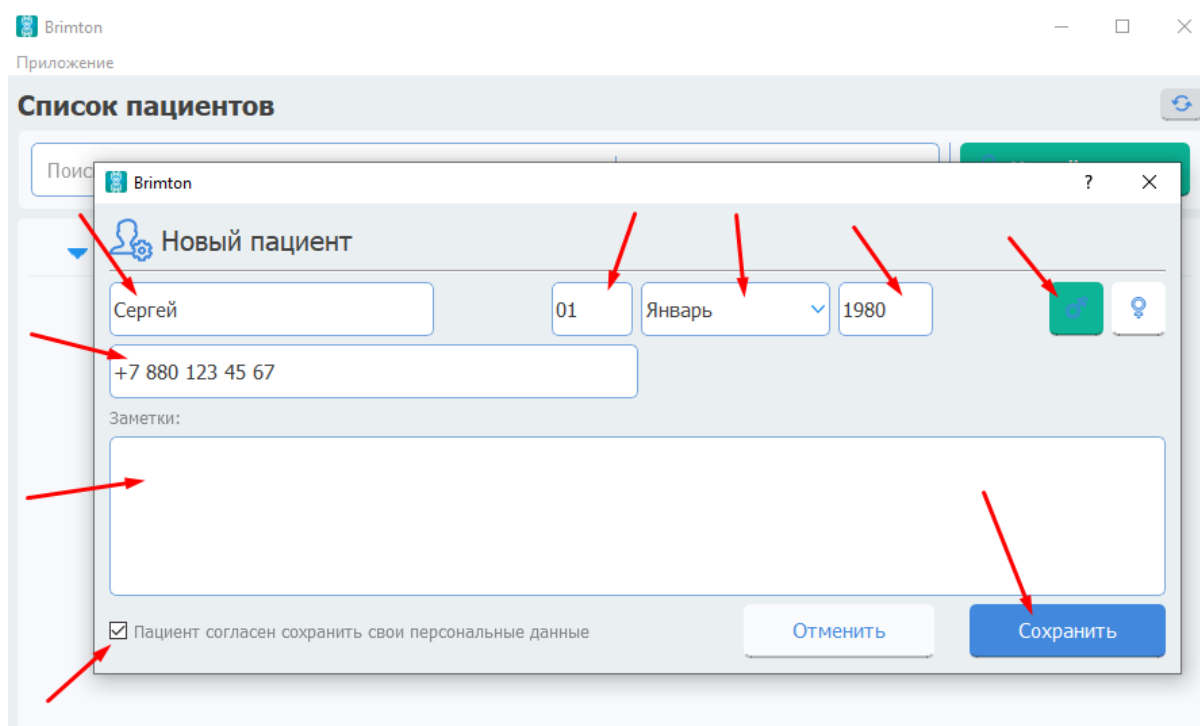 Brimton
Приложение
Список пациентов
Brimton ?
Новый пациент
Сергей 01 Январь 1980
+7 880 123 45 67
Заметки:
Пациент согласен сохранить свои персональные данные
Отменить Сохранить